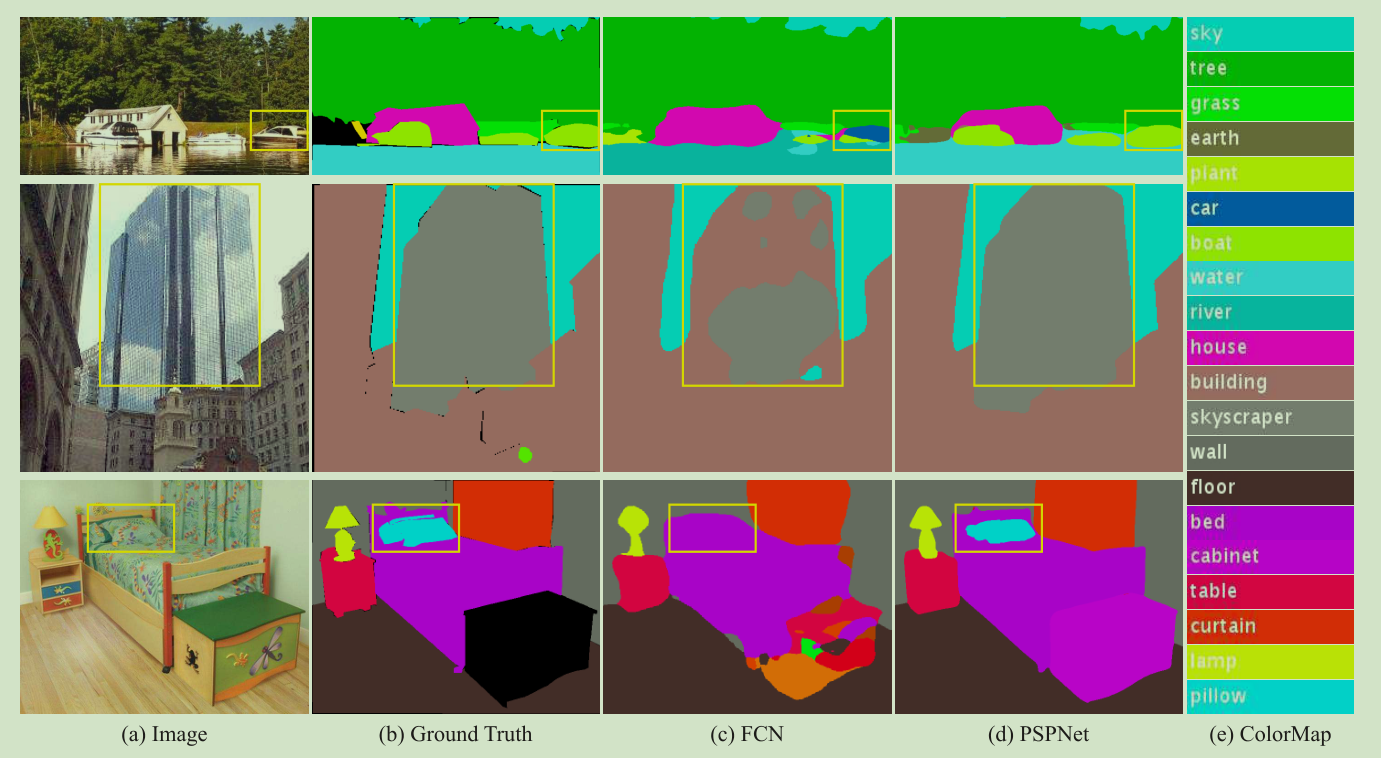 sky
tree
grass
earth
plant
car
boat
water
river
house
building
skyscraper
wall
floor
bed
cabinet
table
curtain
lamp
pillow
(a) Image
(b) Ground Truth
(c) FCN
(d) PSPNet
(e) ColorMap